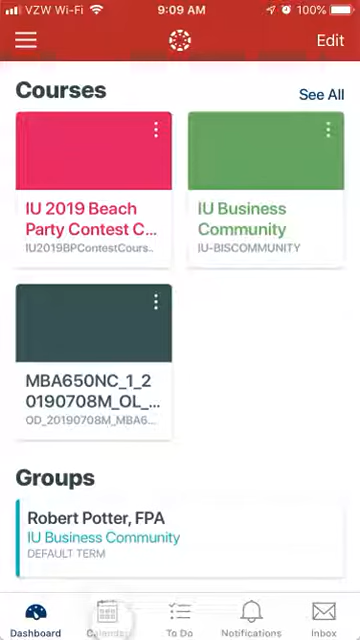 VZW Wi-Fi 9:09 AM 100%
Edit
Courses See All
IU 2019 Beach
Party Contest C...
IU2019BPContestCours..
IU Business
Community
IU-BISCOMMUNITY
MBA650NC_1_2
0190708M_OL_...
OD_20190708M_MBA6...
Groups
Robert Potter, FPA
IU Business Community
DEFAULT TERM
Dashboard Calendar To Do Notifications Inbox